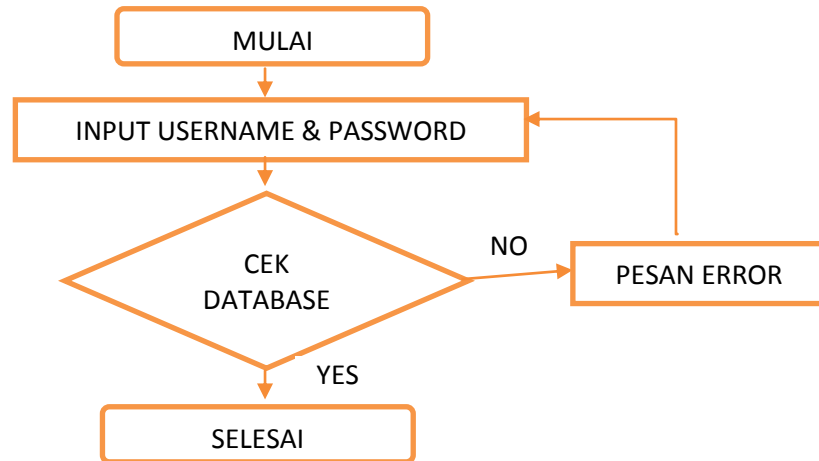 MULAI
INPUT USERNAME & PASSWORD
CEK
DATABASE
NO
PESAN ERROR
YES
SELESAI